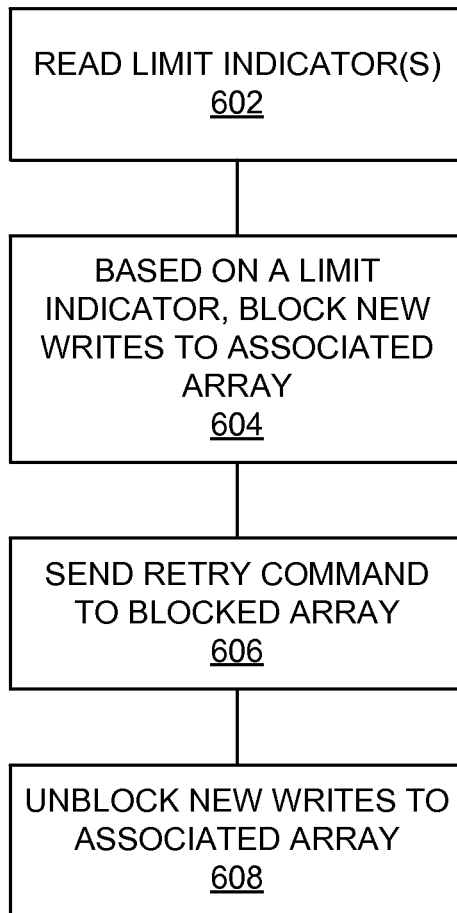 READ LIMIT INDICATOR(S)
602
BASED ON A LIMIT
INDICATOR, BLOCK NEW
WRITES TO ASSOCIATED
ARRAY
604
SEND RETRY COMMAND
TO BLOCKED ARRAY
606
UNBLOCK NEW WRITES TO
ASSOCIATED ARRAY
608